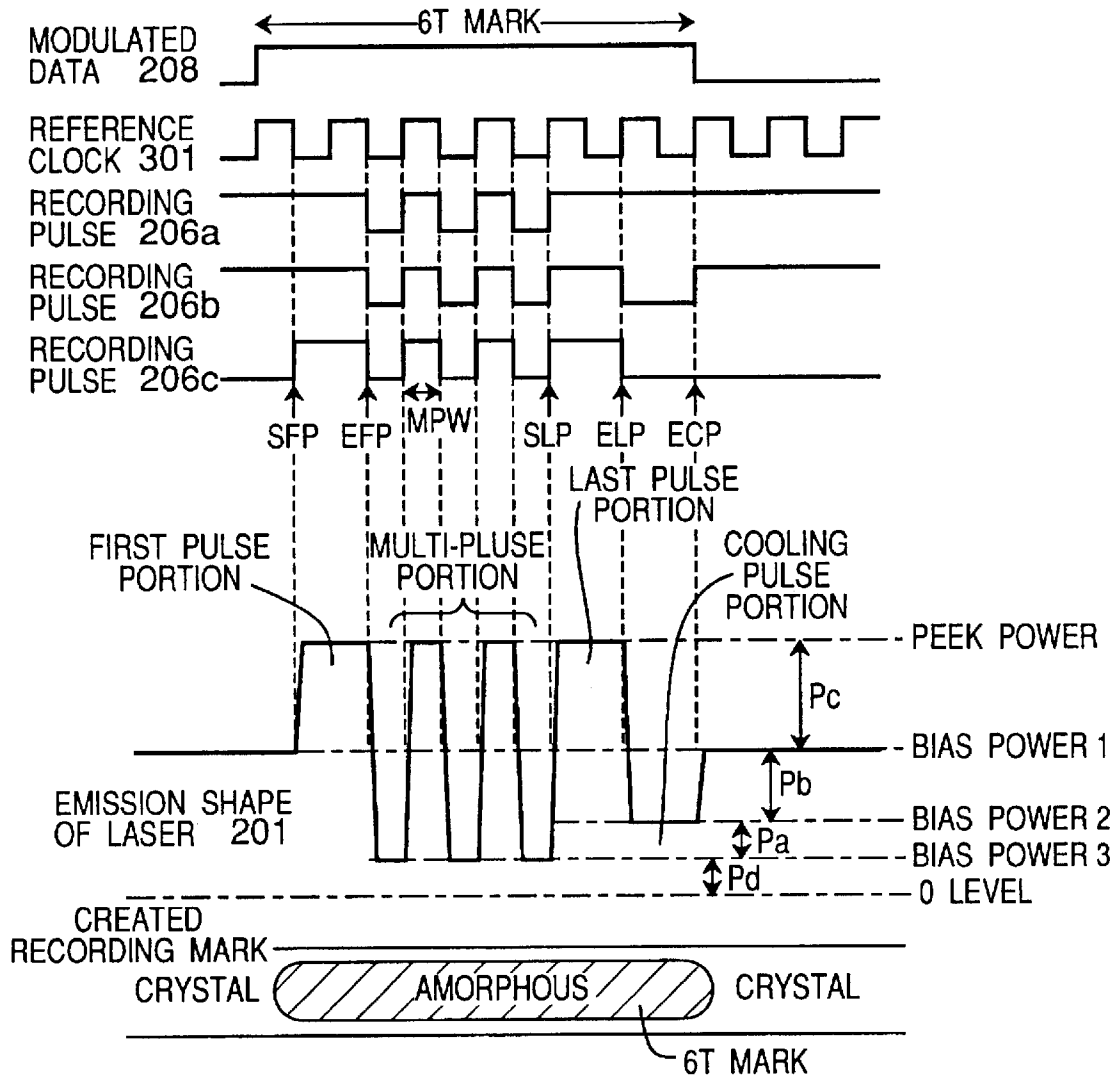 6T MARK
MODULATED
DATA 208
REFERENCE
CLOCK 301
RECORDING
PULSE 206a
RECORDING
PULSE 206b
RECORDING
PULSE 206c
SFP EFP MPW SLP ELP ECP
LAST PULSE
PORTION
FIRST PULSE
PORTION
MULTI-PLUSE
PORTION
COOLING
PULSE
PORTION
PEEK POWER
Pc
BIAS POWER 1
Pb
EMISSION SHAPE
OF LASER 201
BIAS POWER 2
Pa
BIAS POWER 3
Pd
0 LEVEL
CREATED
RECORDING MARK
CRYSTAL AMORPHOUS CRYSTAL
6T MARK